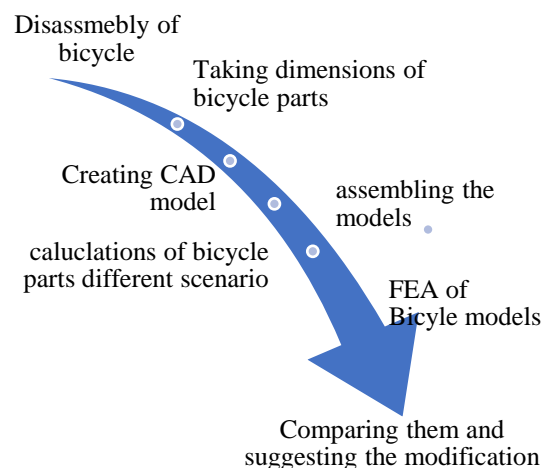 Disassmebly of
bicycle
Taking dimensions of
bicycle parts
Creating CAD
model
assembling the
models
caluclations of bicycle
parts different scenario
FEA of
Bicyle models
Comparing them and
suggesting the modification